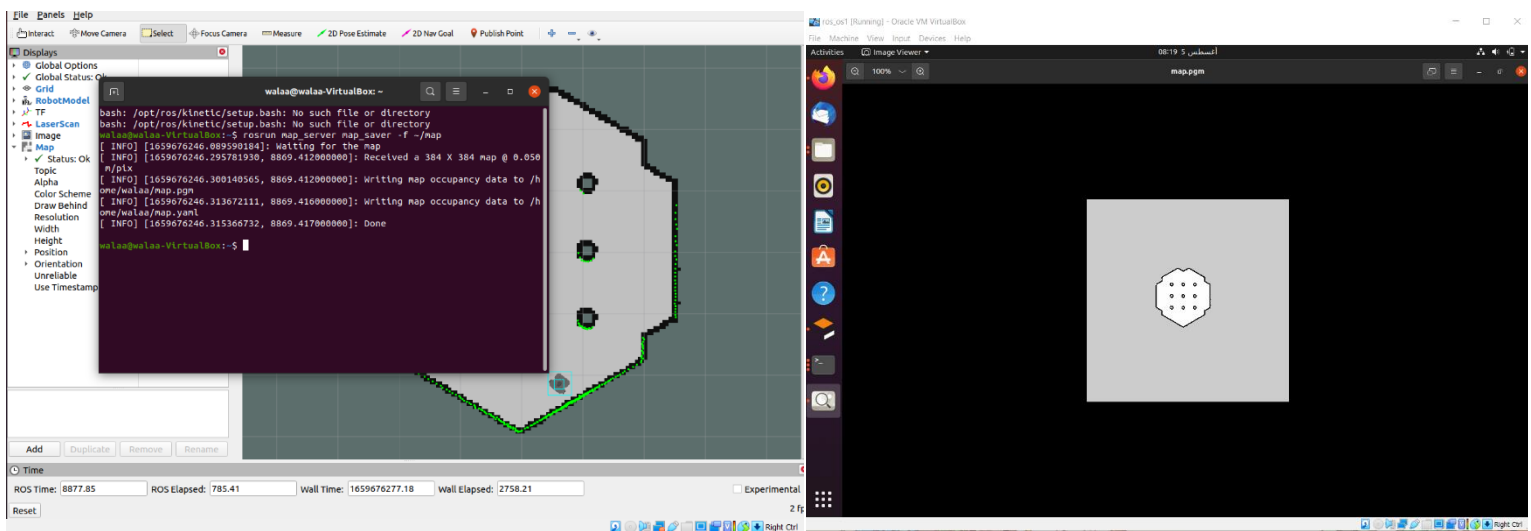 File Panels Help
Interact Move Camera Select Focus Camera Measure 2D Pose Estimate 2D Nav Goal Publish Point
Displays
Global Options
Global Status: Ok
Grid
RobotModel
TF
LaserScan
Image
Map
Status: Ok
Topic
Alpha
Color Scheme
Draw Behind
Resolution
Width
Height
Position
Orientation
Unreliable
Use Timestamp
walaa@walaa-VirtualBox: ~
bash: /opt/ros/kinetic/setup.bash: No such file or directory
bash: /opt/ros/kinetic/setup.bash: No such file or directory
walaa@walaa-VirtualBox:~$ rosrun map_server map_saver -f ~/map
[ INFO] [1659676246.089590184]: Waiting for the map
[ INFO] [1659676246.295781930, 8869.412000000]: Received a 384 X 384 map @ 0.050
m/pix
[ INFO] [1659676246.300140565, 8869.412000000]: Writing map occupancy data to /h
ome/walaa/map.pgm
[ INFO] [1659676246.313672111, 8869.416000000]: Writing map occupancy data to /h
ome/walaa/map.yaml
[ INFO] [1659676246.315366732, 8869.417000000]: Done
walaa@walaa-VirtualBox:~$
Add Duplicate Remove Rename
Time
ROS Time: 8877.85 ROS Elapsed: 785.41 Wall Time: 1659676277.18 Wall Elapsed: 2758.21 Experimental
Reset 2 fp
Right Ctrl
ros_os1 [Running] - Oracle VM VirtualBox
File Machine View Input Devices Help
Activities Image Viewer 08:19 5 أغسطس
100% map.pgm
Right Ctrl